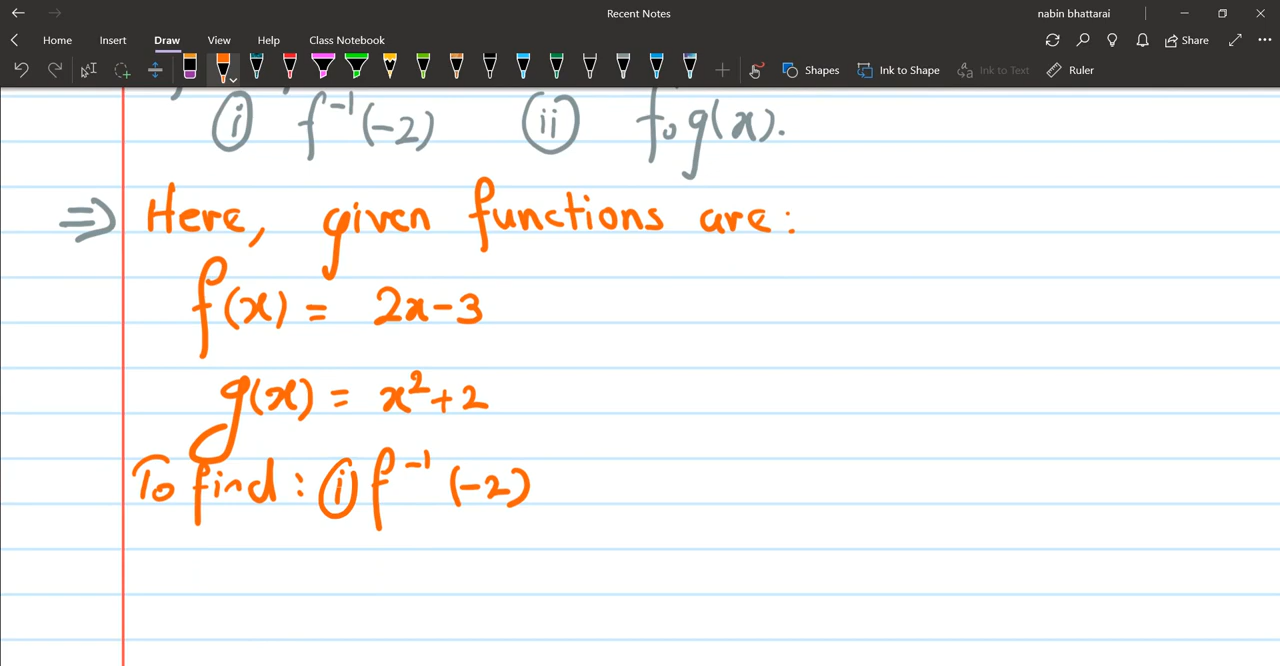 Recent Notes
nabin bhattarai
Home Insert Draw View Help Class Notebook
Share
Shapes Ink to Shape Ink to Text Ruler
ⓘ f⁻¹(-2) ⓘⓘ fog(x).
⇒ Here, given functions are:
f(x) = 2x-3
g(x) = x²+2
To find: ⓘ f⁻¹ (-2)